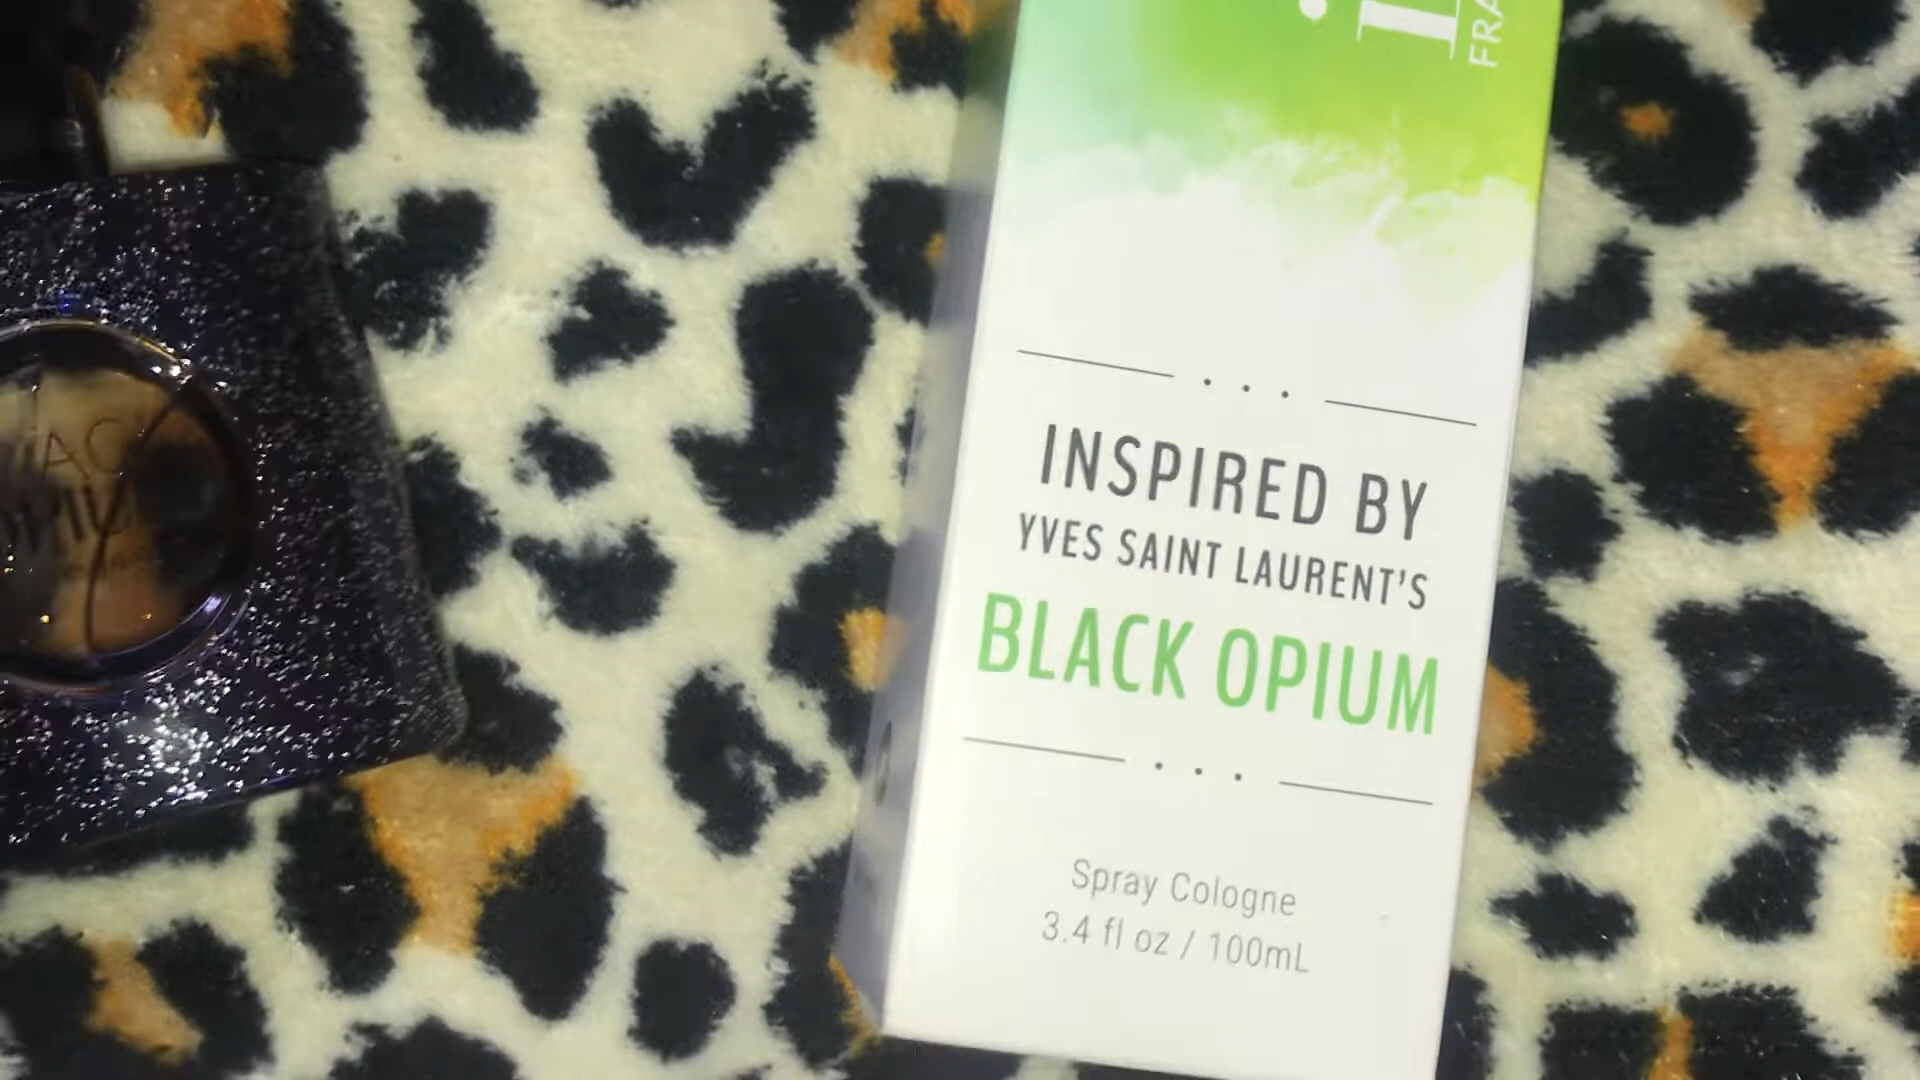 INSPIRED BY
YVES SAINT LAURENT'S
BLACK OPIUM
Spray Cologne
3.4 fl oz / 100mL